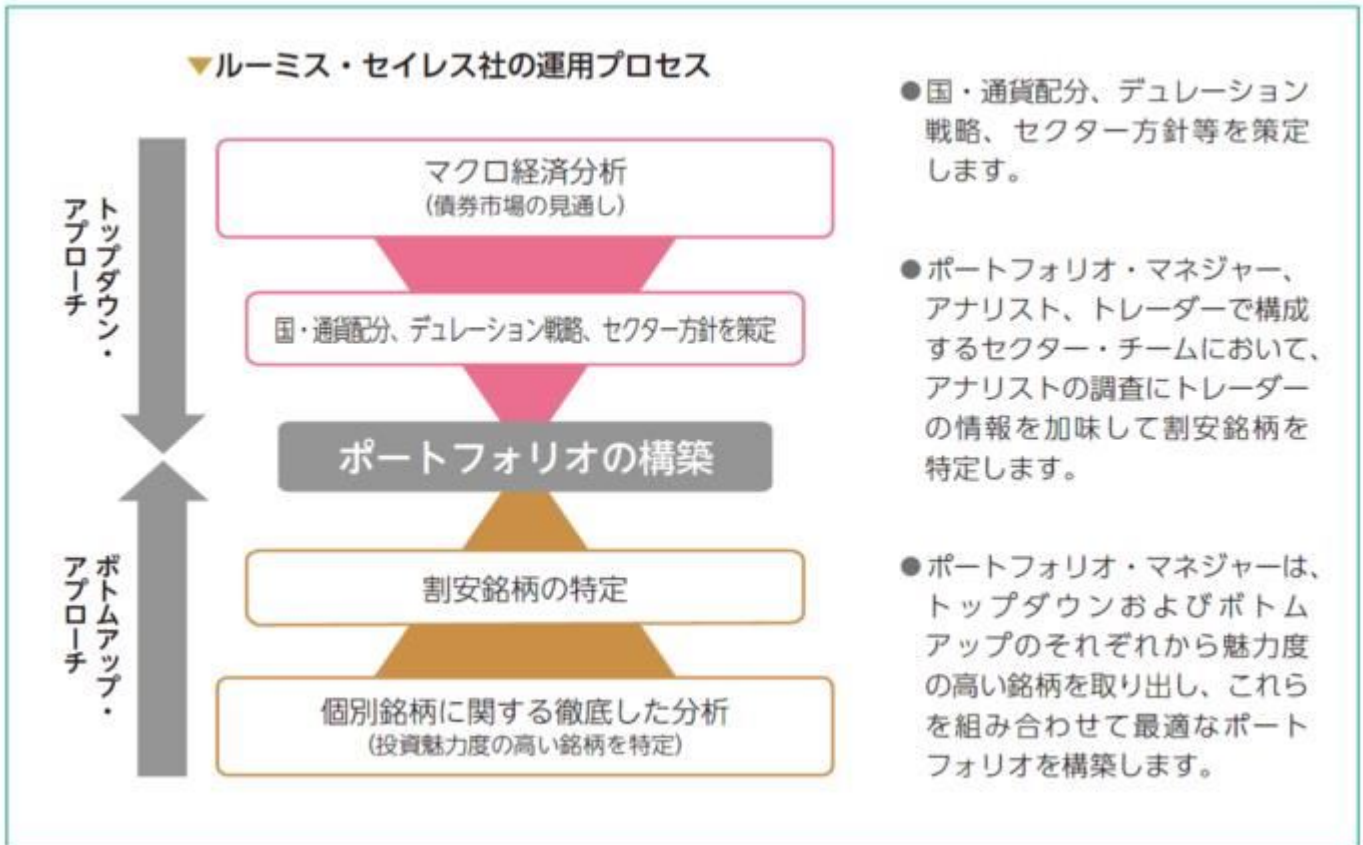 ▼ルーミス・セイレス社の運用プロセス
トップダウン・
アプローチ
マクロ経済分析
(債券市場の見通し)
国・通貨配分、デュレーション戦略、セクター方針を策定
ポートフォリオの構築
ボトムアップ・
アプローチ
割安銘柄の特定
個別銘柄に関する徹底した分析
(投資魅力度の高い銘柄を特定)
●国・通貨配分、デュレーション
戦略、セクター方針等を策定
します。
●ポートフォリオ・マネジャー、
アナリスト、トレーダーで構成
するセクター・チームにおいて、
アナリストの調査にトレーダー
の情報を加味して割安銘柄を
特定します。
●ポートフォリオ・マネジャーは、
トップダウンおよびボトム
アップのそれぞれから魅力度
の高い銘柄を取り出し、これら
を組み合わせて最適なポート
フォリオを構築します。